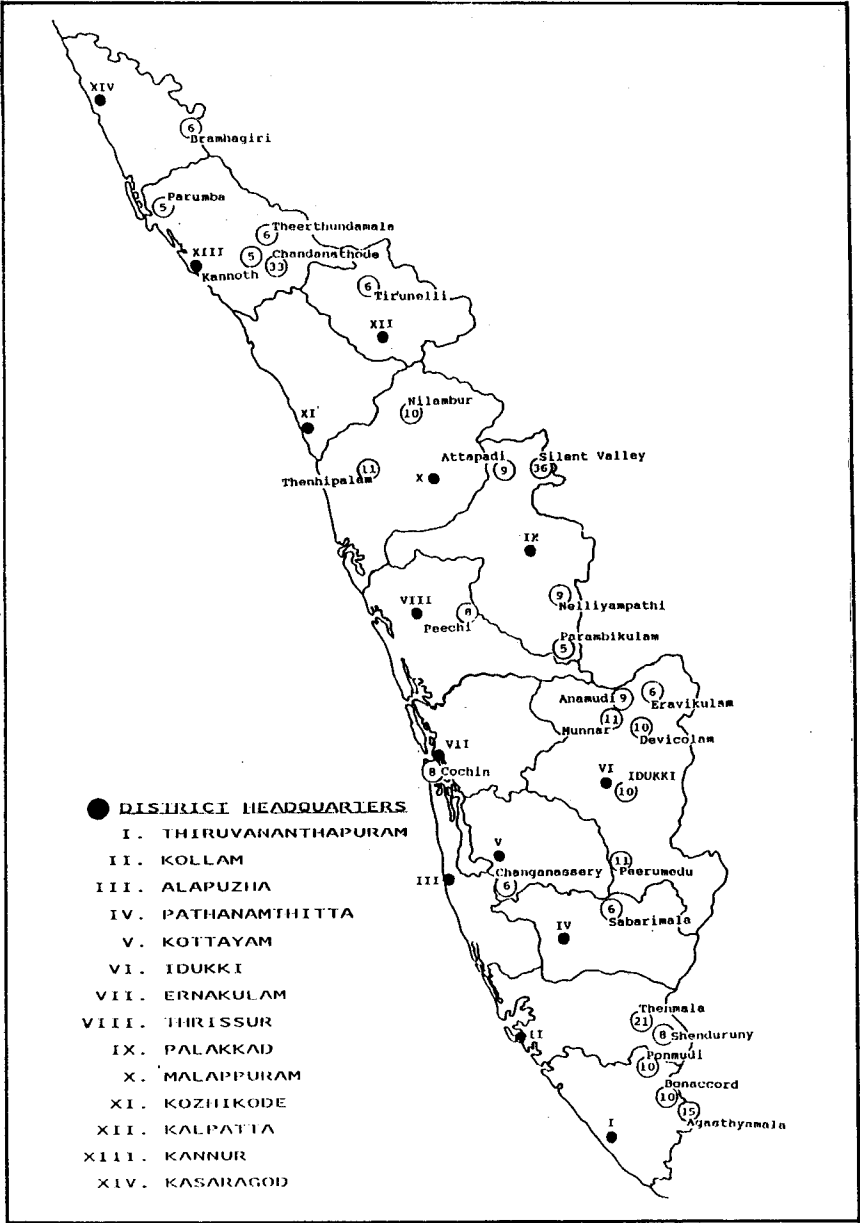 XIV
6
Bramhagiri
Parumba
5
Theerthundamala
6
XIII
5
Chandanathode
33
Kannoth
6
Tirunelli
XII
Nilambur
10
XI
Attapadi
Silent Valley
11
9
36
Thenhipalam
X
IX
9
Nelliyampathi
VIII
8
Peechi
Parambikulam
5
Anamudi
9
6
Eravikulam
11
Munnar
10
Devicolam
VII
8
Cochin
VI
IDUKKI
10
V
11
Peerumedu
Changanassery
6
III
6
Sabarimala
IV
Thenmala
21
8
Shenduruny
II
Ponmudi
10
Bonaccord
10
15
Agasthyamala
I
DISTRICT HEADQUARTERS
I. THIRUVANANTHAPURAM
II. KOLLAM
III. ALAPUZHA
IV. PATHANAMTHITTA
V. KOTTAYAM
VI. IDUKKI
VII. ERNAKULAM
VIII. THRISSUR
IX. PALAKKAD
X. MALAPPURAM
XI. KOZHIKODE
XII. KALPATTA
XIII. KANNUR
XIV. KASARAGOD